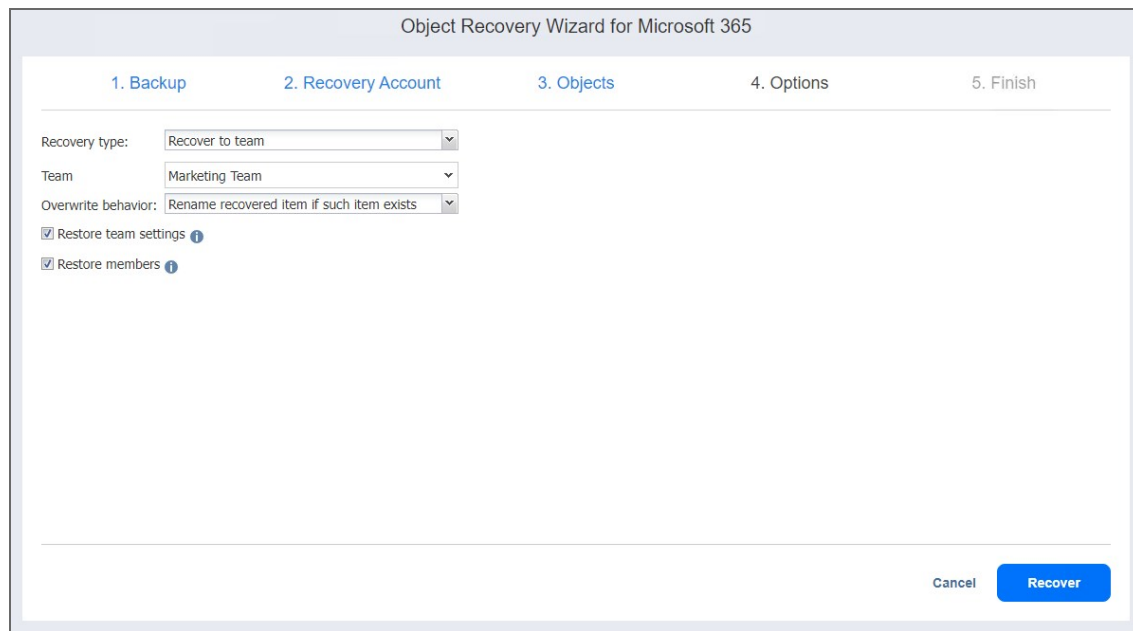 Object Recovery Wizard for Microsoft 365
1. Backup 2. Recovery Account 3. Objects 4. Options 5. Finish
Recovery type: Recover to team
Team Marketing Team
Overwrite behavior: Rename recovered item if such item exists
Restore team settings i
Restore members i
Cancel Recover